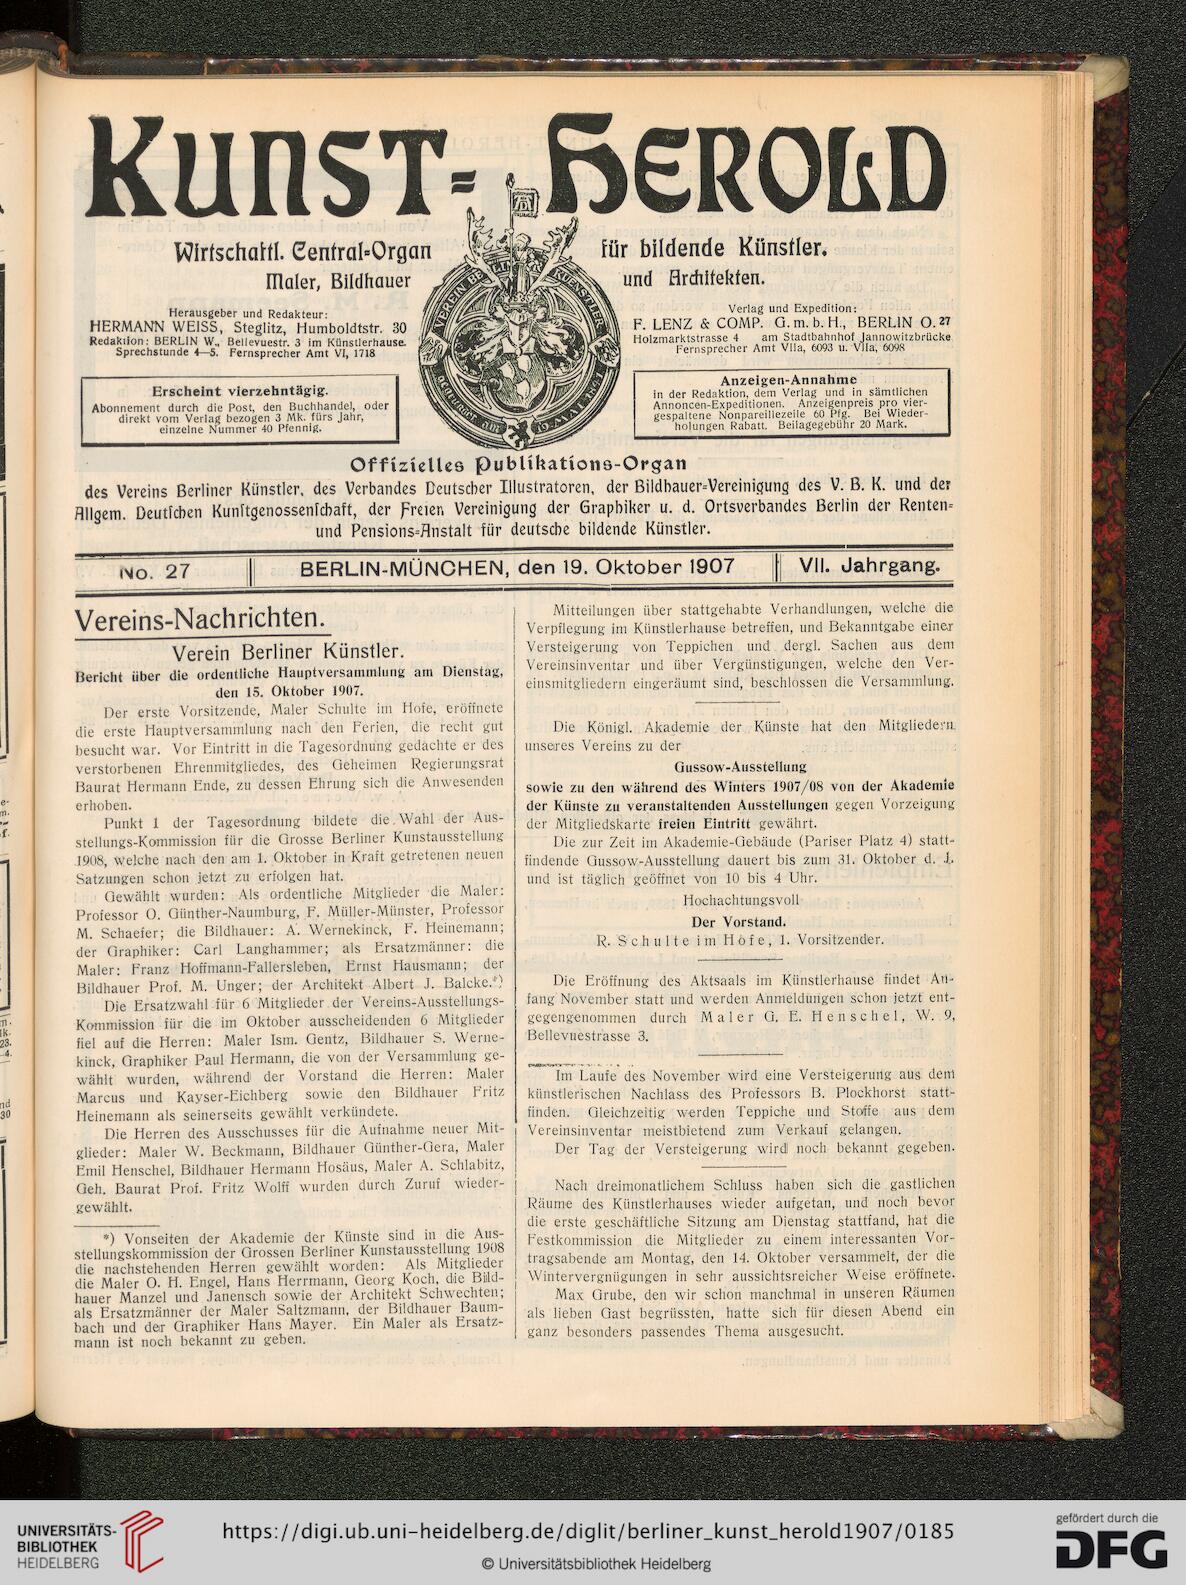 KUNST= HEROLD
Wirtschaftl. Central=Organ für bildende Künstler.
Maler, Bildhauer und Architekten.
Herausgeber und Redakteur:
HERMANN WEISS, Steglitz, Humboldtstr. 30
Redaktion: BERLIN W., Bellevuestr. 3 im Künstlerhause.
Sprechstunde 4—5. Fernsprecher Amt VI, 1718
Verlag und Expedition:
F. LENZ & COMP. G. m. b. H., BERLIN O. 27
Holzmarktstrasse 4 am Stadtbahnhof Jannowitzbrücke
Fernsprecher Amt VIIa, 6093 u. VIIa, 6098
VEREIN BERLINER KUENSTLER
GEGRÜNDET AM 19. MAI 1841
Erscheint vierzehntägig.
Abonnement durch die Post, den Buchhandel, oder
direkt vom Verlag bezogen 3 Mk. fürs Jahr,
einzelne Nummer 40 Pfennig.
Anzeigen-Annahme
in der Redaktion, dem Verlag und in sämtlichen
Annoncen-Expeditionen. Anzeigenpreis pro vier-
gespaltene Nonpareillezeile 60 Pfg. Bei Wieder-
holungen Rabatt. Beilagegebühr 20 Mark.
Offizielles Publikations-Organ
des Vereins Berliner Künstler, des Verbandes Deutscher Illustratoren, der Bildhauer=Vereinigung des V. B. K. und der
Allgem. Deutschen Kunstgenossenschaft, der Freien Vereinigung der Graphiker u. d. Ortsverbandes Berlin der Renten=
und Pensions=Anstalt für deutsche bildende Künstler.
No. 27 BERLIN-MÜNCHEN, den 19. Oktober 1907 VII. Jahrgang.
Vereins-Nachrichten.
Verein Berliner Künstler.
Bericht über die ordentliche Hauptversammlung am Dienstag,
den 15. Oktober 1907.
Der erste Vorsitzende, Maler Schulte im Hofe, eröffnete
die erste Hauptversammlung nach den Ferien, die recht gut
besucht war. Vor Eintritt in die Tagesordnung gedachte er des
verstorbenen Ehrenmitgliedes, des Geheimen Regierungsrat
Baurat Hermann Ende, zu dessen Ehrung sich die Anwesenden
erhoben.
Punkt 1 der Tagesordnung bildete die Wahl der Aus-
stellungs-Kommission für die Grosse Berliner Kunstausstellung
1908, welche nach den am 1. Oktober in Kraft getretenen neuen
Satzungen schon jetzt zu erfolgen hat.
Gewählt wurden: Als ordentliche Mitglieder die Maler:
Professor O. Günther-Naumburg, F. Müller-Münster, Professor
M. Schaefer; die Bildhauer: A. Wernekinck, F. Heinemann;
der Graphiker: Carl Langhammer; als Ersatzmänner: die
Maler: Franz Hoffmann-Fallersleben, Ernst Hausmann; der
Bildhauer Prof. M. Unger; der Architekt Albert J. Balcke.*)
Die Ersatzwahl für 6 Mitglieder der Vereins-Ausstellungs-
Kommission für die im Oktober ausscheidenden 6 Mitglieder
fiel auf die Herren: Maler Ism. Gentz, Bildhauer S. Werne-
kinck, Graphiker Paul Hermann, die von der Versammlung ge-
wählt wurden, während der Vorstand die Herren: Maler
Marcus und Kayser-Eichberg sowie den Bildhauer Fritz
Heinemann als seinerseits gewählt verkündete.
Die Herren des Ausschusses für die Aufnahme neuer Mit-
glieder: Maler W. Beckmann, Bildhauer Günther-Gera, Maler
Emil Henschel, Bildhauer Hermann Hosäus, Maler A. Schlabitz,
Geh. Baurat Prof. Fritz Wolff wurden durch Zuruf wieder-
gewählt.
*) Vonseiten der Akademie der Künste sind in die Aus-
stellungskommission der Grossen Berliner Kunstausstellung 1908
die nachstehenden Herren gewählt worden: Als Mitglieder
die Maler O. H. Engel, Hans Herrmann, Georg Koch, die Bild-
hauer Manzel und Janensch sowie der Architekt Schwechten;
als Ersatzmänner der Maler Saltzmann, der Bildhauer Baum-
bach und der Graphiker Hans Mayer. Ein Maler als Ersatz-
mann ist noch bekannt zu geben.
Mitteilungen über stattgehabte Verhandlungen, welche die
Verpflegung im Künstlerhause betreffen, und Bekanntgabe einer
Versteigerung von Teppichen und dergl. Sachen aus dem
Vereinsinventar und über Vergünstigungen, welche den Ver-
einsmitgliedern eingeräumt sind, beschlossen die Versammlung.
Die Königl. Akademie der Künste hat den Mitgliedern
unseres Vereins zu der
Gussow-Ausstellung
sowie zu den während des Winters 1907/08 von der Akademie
der Künste zu veranstaltenden Ausstellungen gegen Vorzeigung
der Mitgliedskarte freien Eintritt gewährt.
Die zur Zeit im Akademie-Gebäude (Pariser Platz 4) statt-
findende Gussow-Ausstellung dauert bis zum 31. Oktober d. J.
und ist täglich geöffnet von 10 bis 4 Uhr.
Hochachtungsvoll
Der Vorstand.
R. Schulte im Hofe, 1. Vorsitzender.
Die Eröffnung des Aktsaals im Künstlerhause findet An-
fang November statt und werden Anmeldungen schon jetzt ent-
gegengenommen durch Maler G. E. Henschel, W. 9,
Bellevuestrasse 3.
Im Laufe des November wird eine Versteigerung aus dem
künstlerischen Nachlass des Professors B. Plockhorst statt-
finden. Gleichzeitig werden Teppiche und Stoffe aus dem
Vereinsinventar meistbietend zum Verkauf gelangen.
Der Tag der Versteigerung wird noch bekannt gegeben.
Nach dreimonatlichem Schluss haben sich die gastlichen
Räume des Künstlerhauses wieder aufgetan, und noch bevor
die erste geschäftliche Sitzung am Dienstag stattfand, hat die
Festkommission die Mitglieder zu einem interessanten Vor-
tragsabende am Montag, den 14. Oktober versammelt, der die
Wintervergnügungen in sehr aussichtsreicher Weise eröffnete.
Max Grube, den wir schon manchmal in unseren Räumen
als lieben Gast begrüssten, hatte sich für diesen Abend ein
ganz besonders passendes Thema ausgesucht.
UNIVERSITÄTS-
BIBLIOTHEK
HEIDELBERG
https://digi.ub.uni-heidelberg.de/diglit/berliner_kunst_herold1907/0185
© Universitätsbibliothek Heidelberg
gefördert durch die
DFG